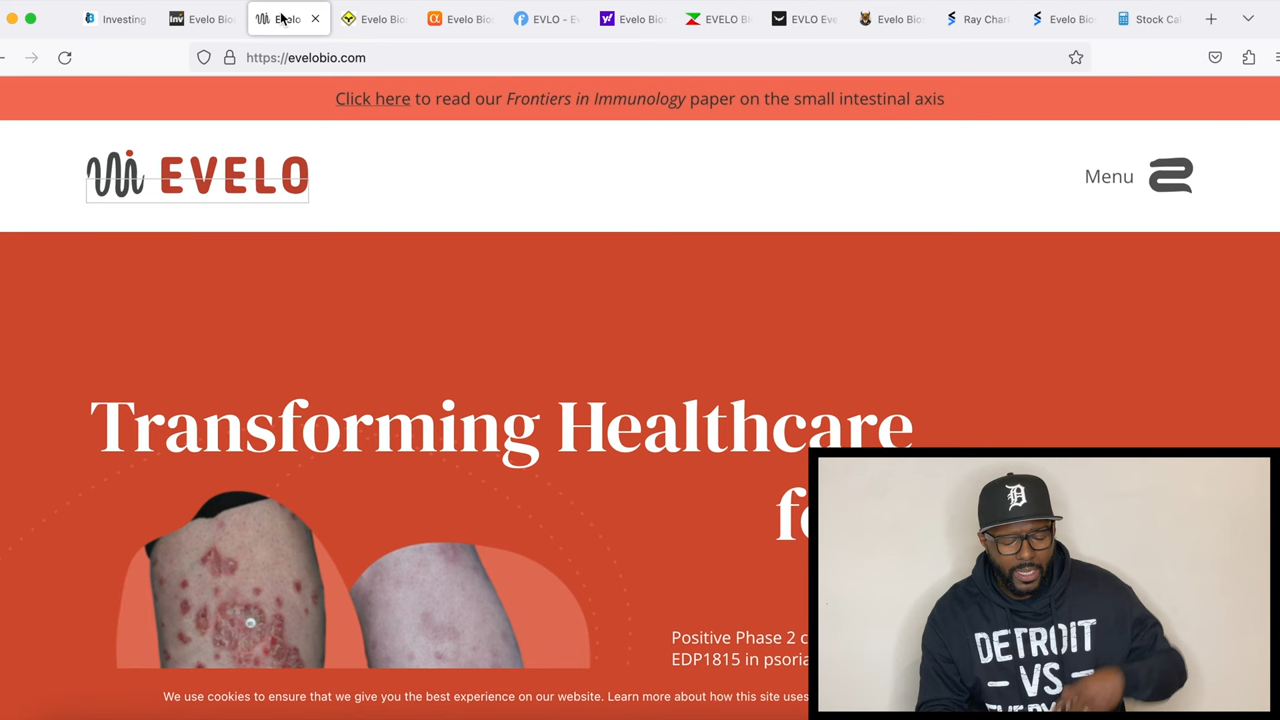 Investing
Evelo Bio
Evelo
Evelo Bio
Evelo Bio
EVLO - E
Evelo Bio
EVELO B
EVLO Eve
Evelo Bio
Ray Char
Evelo Bio
Stock Cal
https://evelobio.com
Click here to read our Frontiers in Immunology paper on the small intestinal axis
EVELO
Menu
Transforming Healthcare
Positive Phase 2 c
EDP1815 in psoria
We use cookies to ensure that we give you the best experience on our website. Learn more about how this site uses
D
DETROIT
- VS -